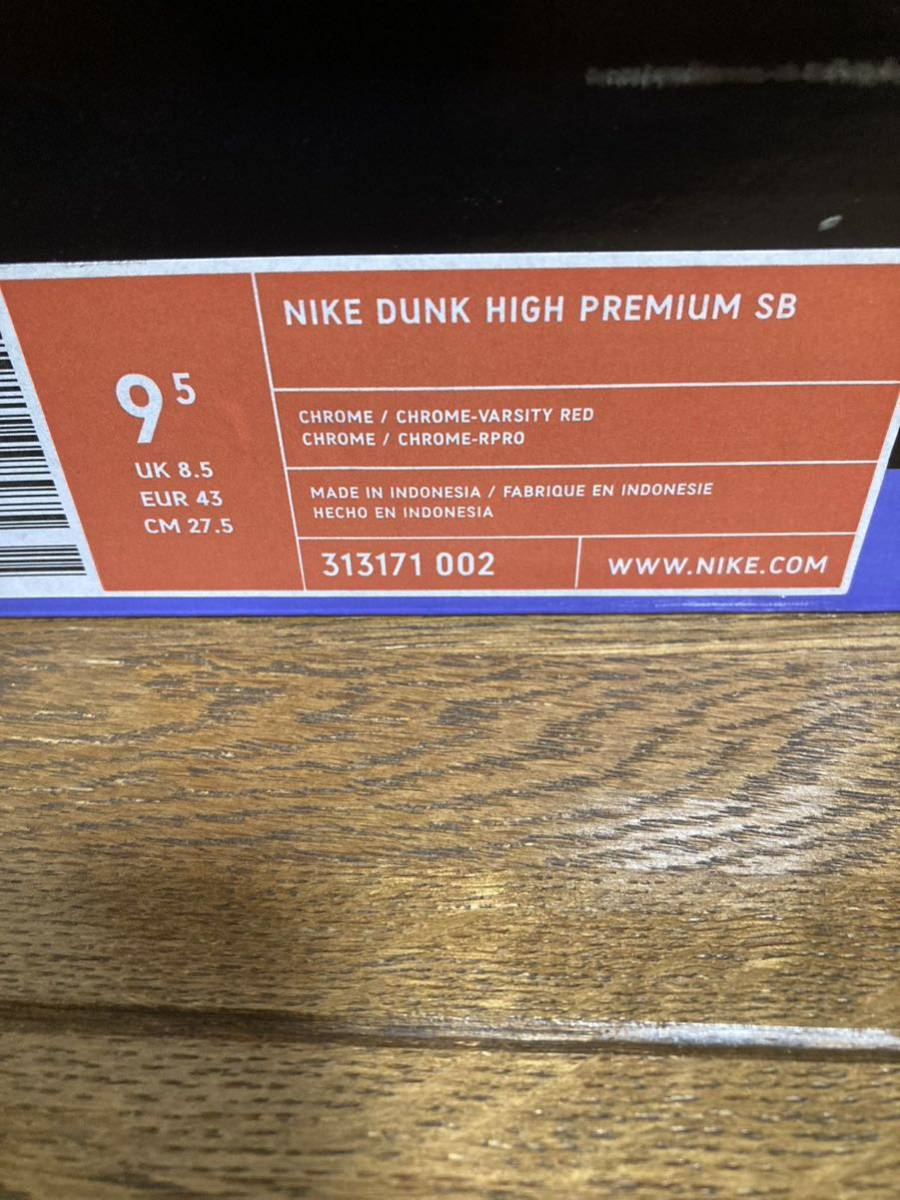 NIKE DUNK HIGH PREMIUM SB
9⁵
UK 8.5
EUR 43
CM 27.5
CHROME / CHROME-VARSITY RED
CHROME / CHROME-RPRO
MADE IN INDONESIA / FABRIQUE EN INDONESIE
HECHO EN INDONESIA
313171 002
WWW.NIKE.COM